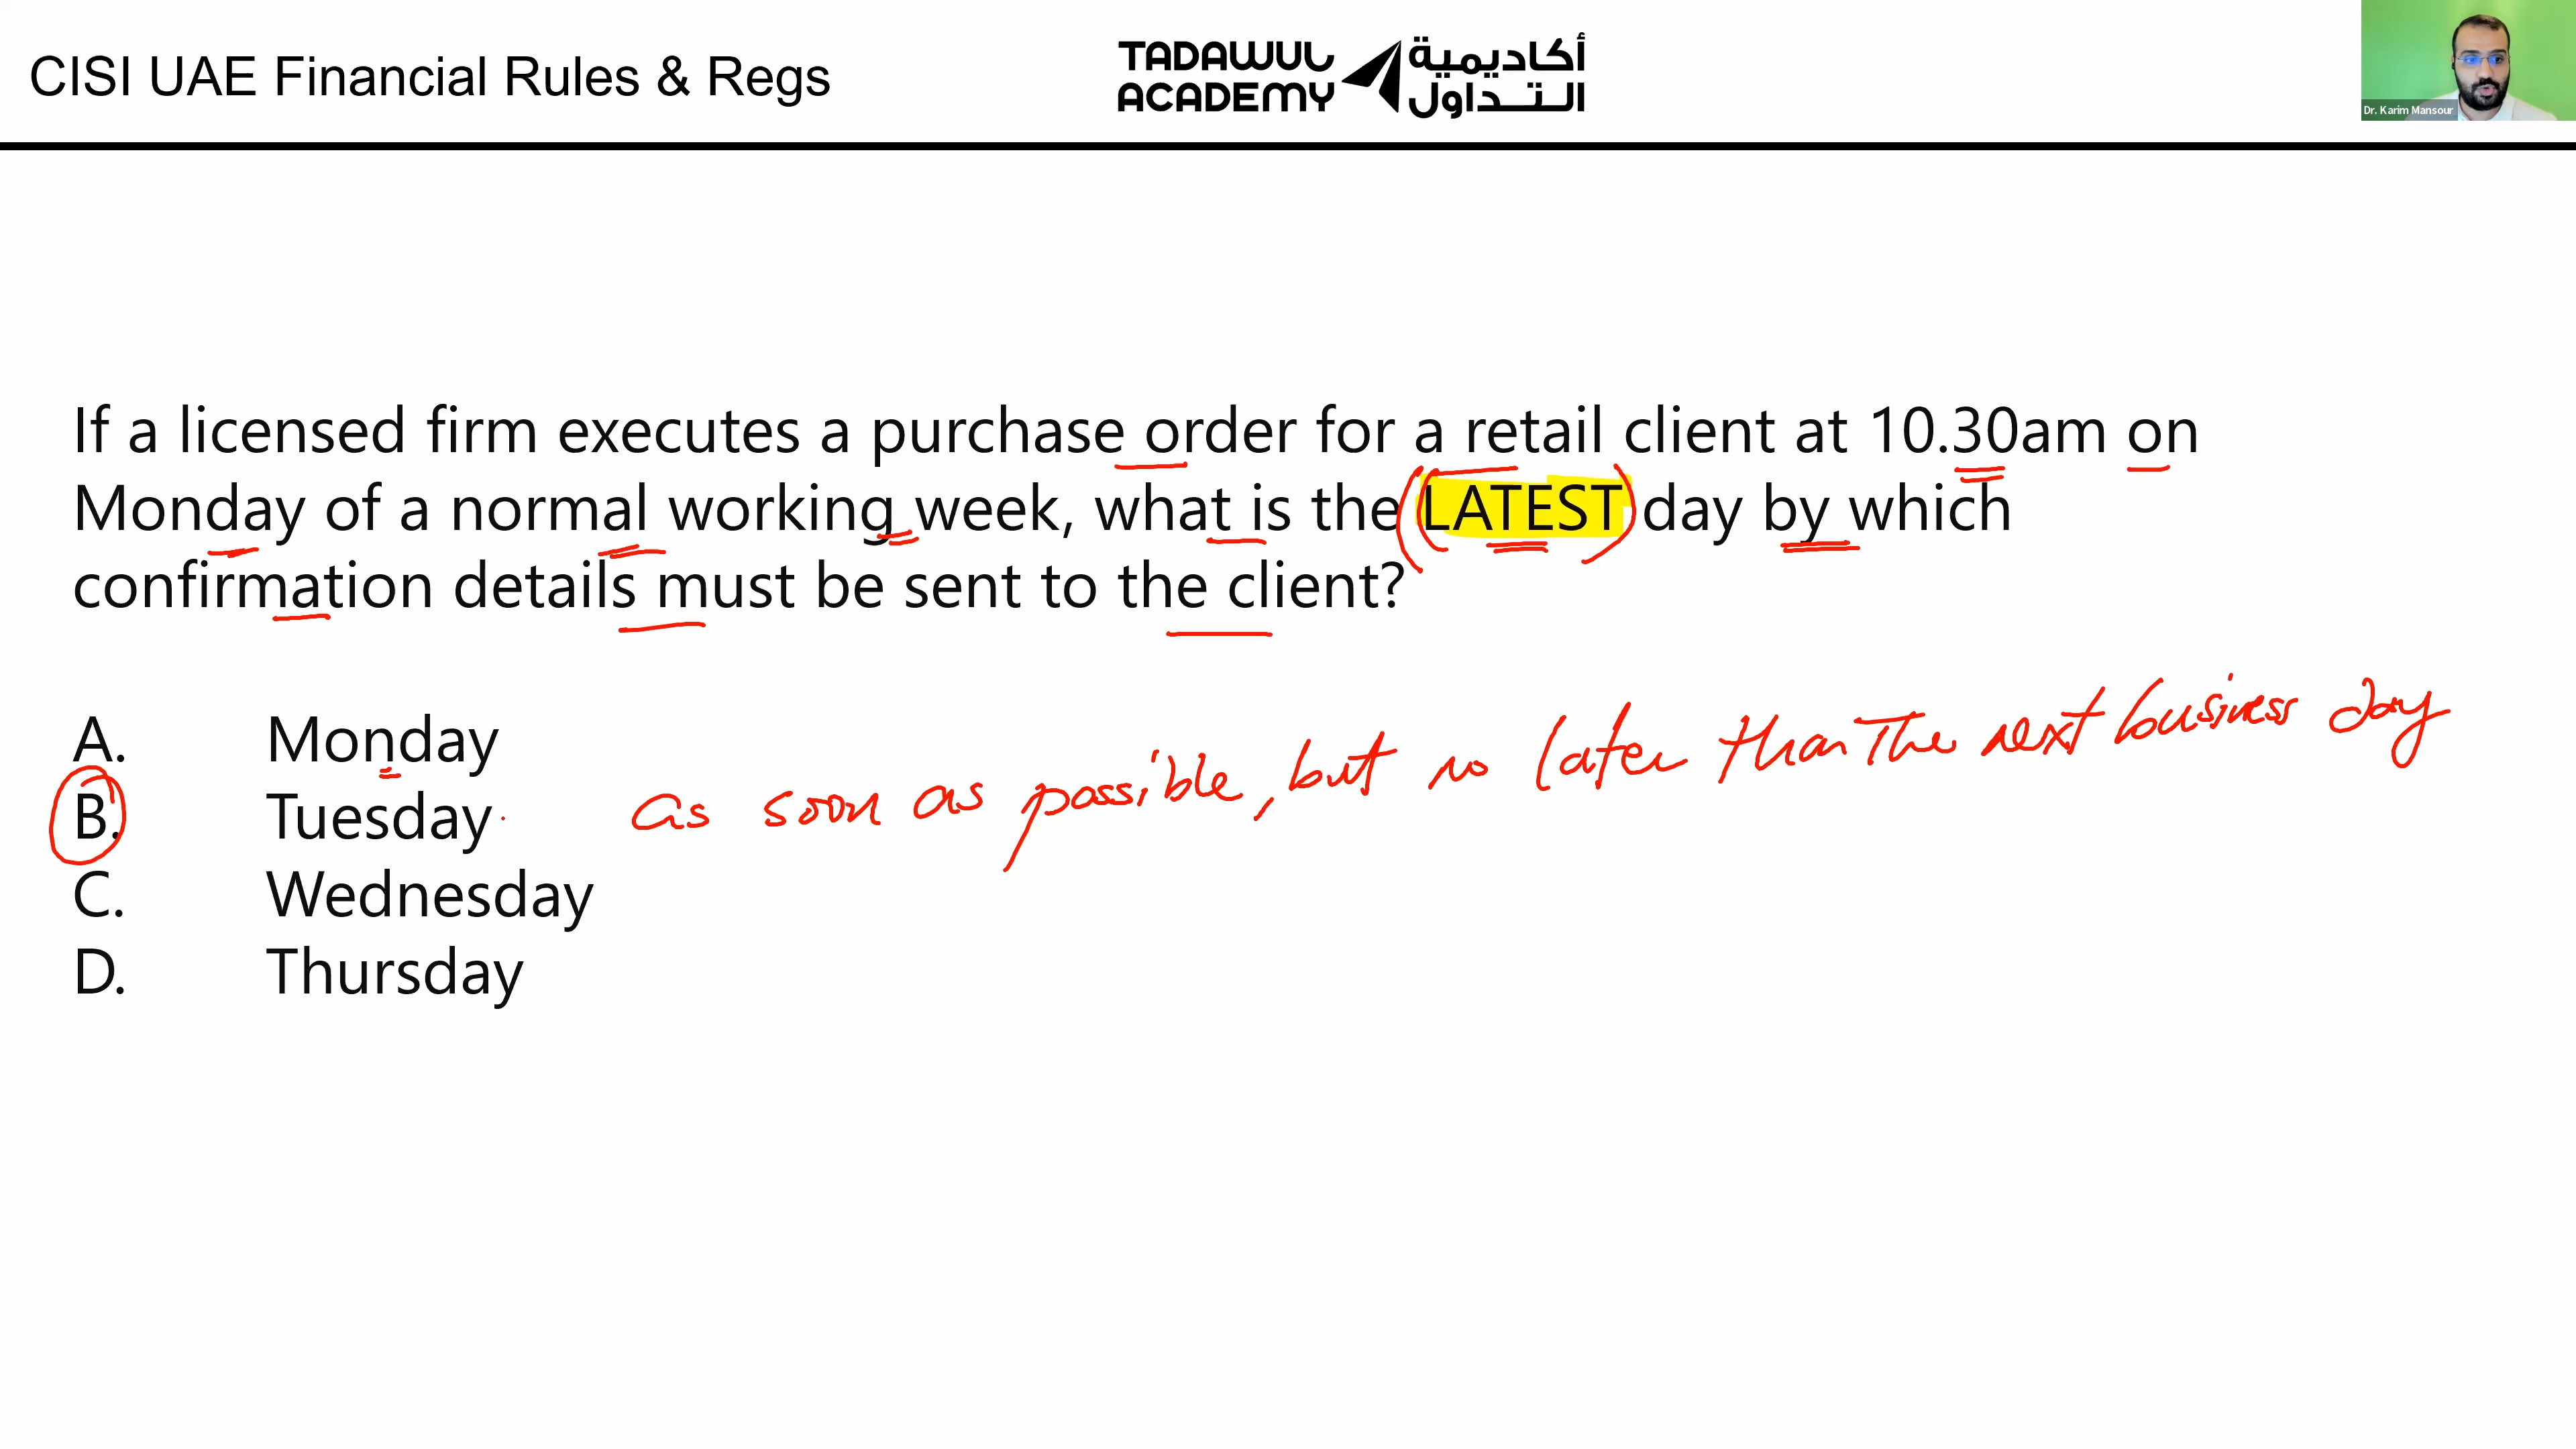 CISI UAE Financial Rules & Regs
TADAWUL
ACADEMY
أكاديمية
التداول
Dr. Karim Mansour
If a licensed firm executes a purchase order for a retail client at 10.30am on
Monday of a normal working week, what is the LATEST day by which
confirmation details must be sent to the client?
A. Monday
B. Tuesday
as soon as possible, but no later than the next business day
C. Wednesday
D. Thursday